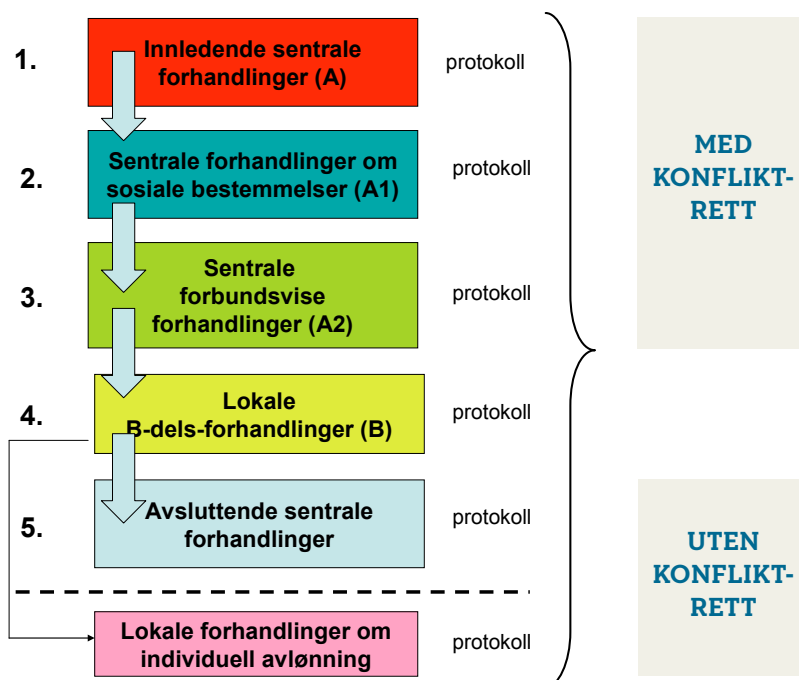 1.
Innledende sentrale
forhandlinger (A)
protokoll
2.
Sentrale forhandlinger om
sosiale bestemmelser (A1)
protokoll
3.
Sentrale
forbundsvise
forhandlinger (A2)
protokoll
4.
Lokale
B-dels-forhandlinger (B)
protokoll
5.
Avsluttende sentrale
forhandlinger
protokoll
Lokale forhandlinger om
individuell avlønning
protokoll
MED
KONFLIKT-
RETT
UTEN
KONFLIKT-
RETT